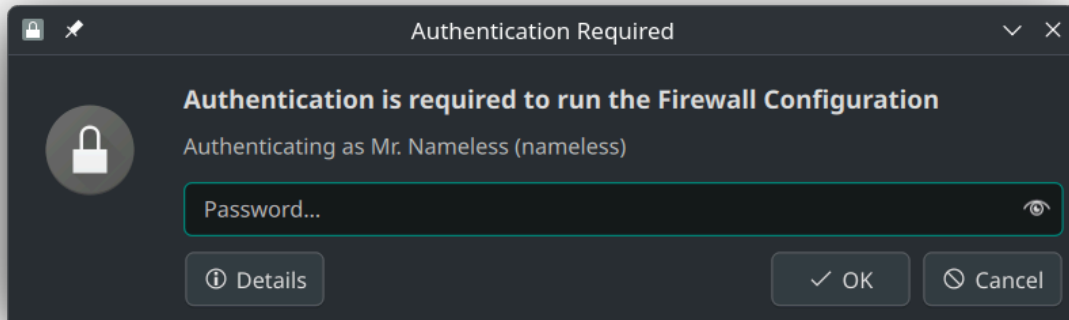 Authentication Required
Authentication is required to run the Firewall Configuration
Authenticating as Mr. Nameless (nameless)
Password...
Details
OK
Cancel